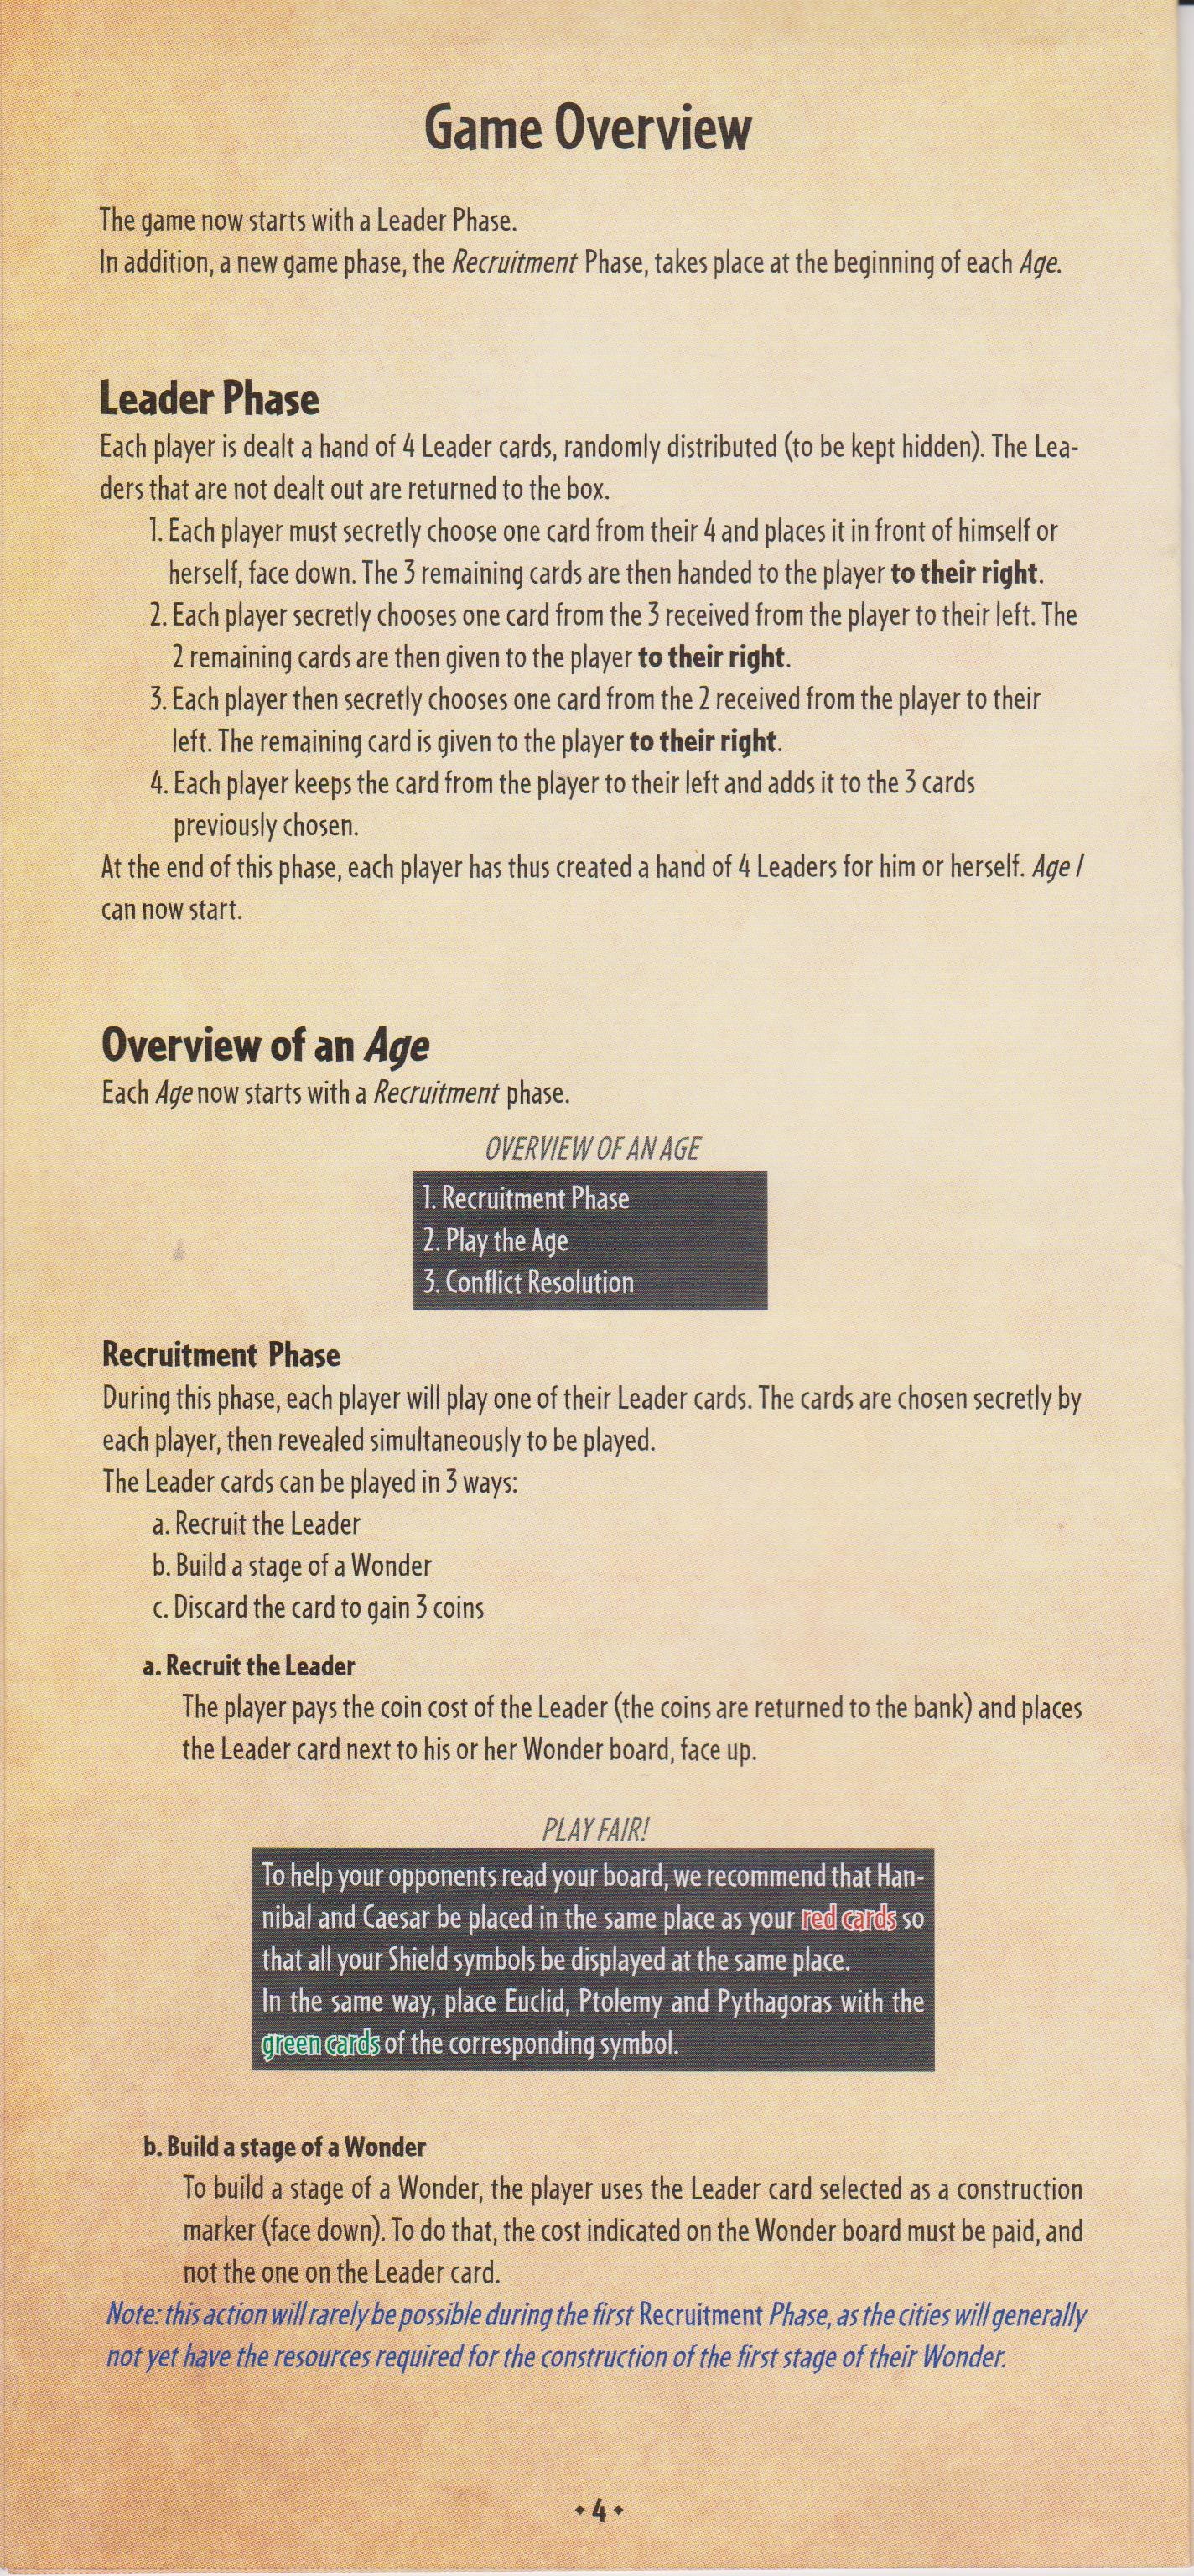 Game Overview
The game now starts with a Leader Phase.
In addition, a new game phase, the Recruitment Phase, takes place at the beginning of each Age.
Leader Phase
Each player is dealt a hand of 4 Leader cards, randomly distributed (to be kept hidden). The Lea-
ders that are not dealt out are returned to the box.
1. Each player must secretly choose one card from their 4 and places it in front of himself or
herself, face down. The 3 remaining cards are then handed to the player to their right.
2. Each player secretly chooses one card from the 3 received from the player to their left. The
2 remaining cards are then given to the player to their right.
3. Each player then secretly chooses one card from the 2 received from the player to their
left. The remaining card is given to the player to their right.
4. Each player keeps the card from the player to their left and adds it to the 3 cards
previously chosen.
At the end of this phase, each player has thus created a hand of 4 Leaders for him or herself. Age I
can now start.
Overview of an Age
Each Age now starts with a Recruitment phase.
OVERVIEW OF AN AGE
1. Recruitment Phase
2. Play the Age
3. Conflict Resolution
Recruitment Phase
During this phase, each player will play one of their Leader cards. The cards are chosen secretly by
each player, then revealed simultaneously to be played.
The Leader cards can be played in 3 ways:
a. Recruit the Leader
b. Build a stage of a Wonder
c. Discard the card to gain 3 coins
a. Recruit the Leader
The player pays the coin cost of the Leader (the coins are returned to the bank) and places
the Leader card next to his or her Wonder board, face up.
PLAY FAIR!
To help your opponents read your board, we recommend that Han-
nibal and Caesar be placed in the same place as your red cards so
that all your Shield symbols be displayed at the same place.
In the same way, place Euclid, Ptolemy and Pythagoras with the
green cards of the corresponding symbol.
b. Build a stage of a Wonder
To build a stage of a Wonder, the player uses the Leader card selected as a construction
marker (face down). To do that, the cost indicated on the Wonder board must be paid, and
not the one on the Leader card.
Note: this action will rarely be possible during the first Recruitment Phase, as the cities will generally
not yet have the resources required for the construction of the first stage of their Wonder.
• 4 •